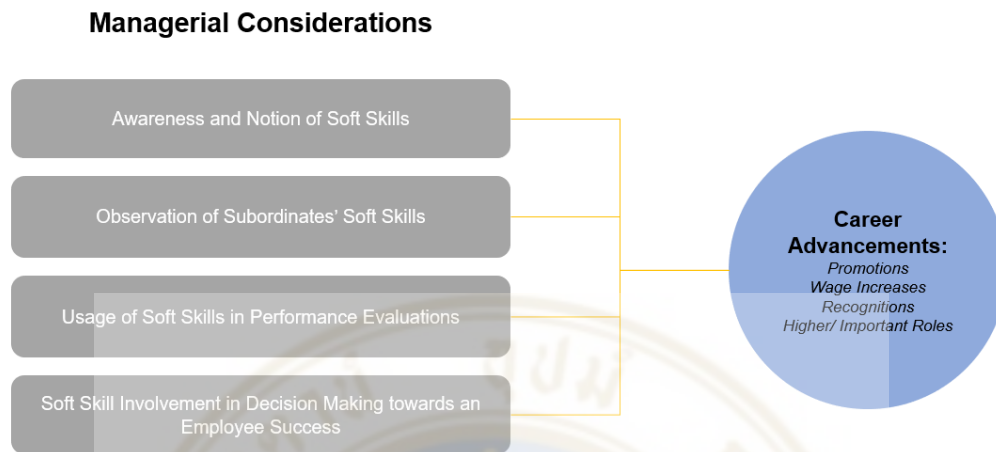 Managerial Considerations
Awareness and Notion of Soft Skills
Observation of Subordinates’ Soft Skills
Usage of Soft Skills in Performance Evaluations
Soft Skill Involvement in Decision Making towards an
Employee Success
Career
Advancements:
Promotions
Wage Increases
Recognitions
Higher/ Important Roles